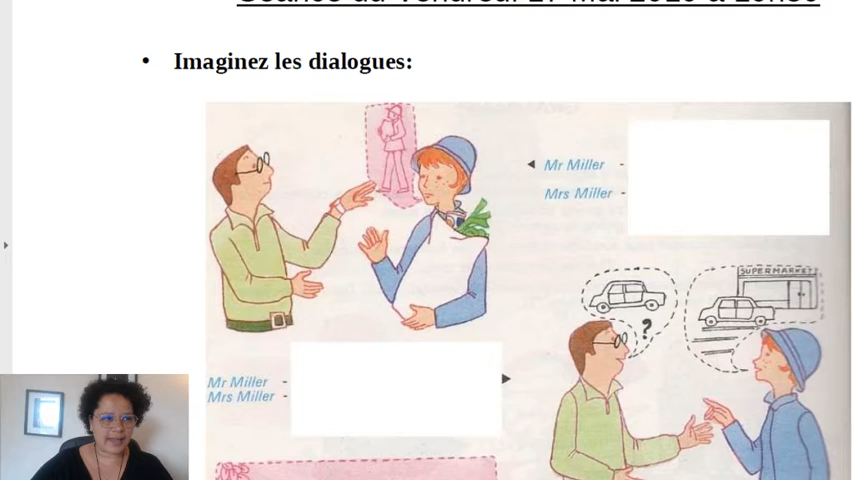 • Imaginez les dialogues:
Mr Miller -
Mrs Miller -
SUPERMARKET
?
Mr Miller -
Mrs Miller -